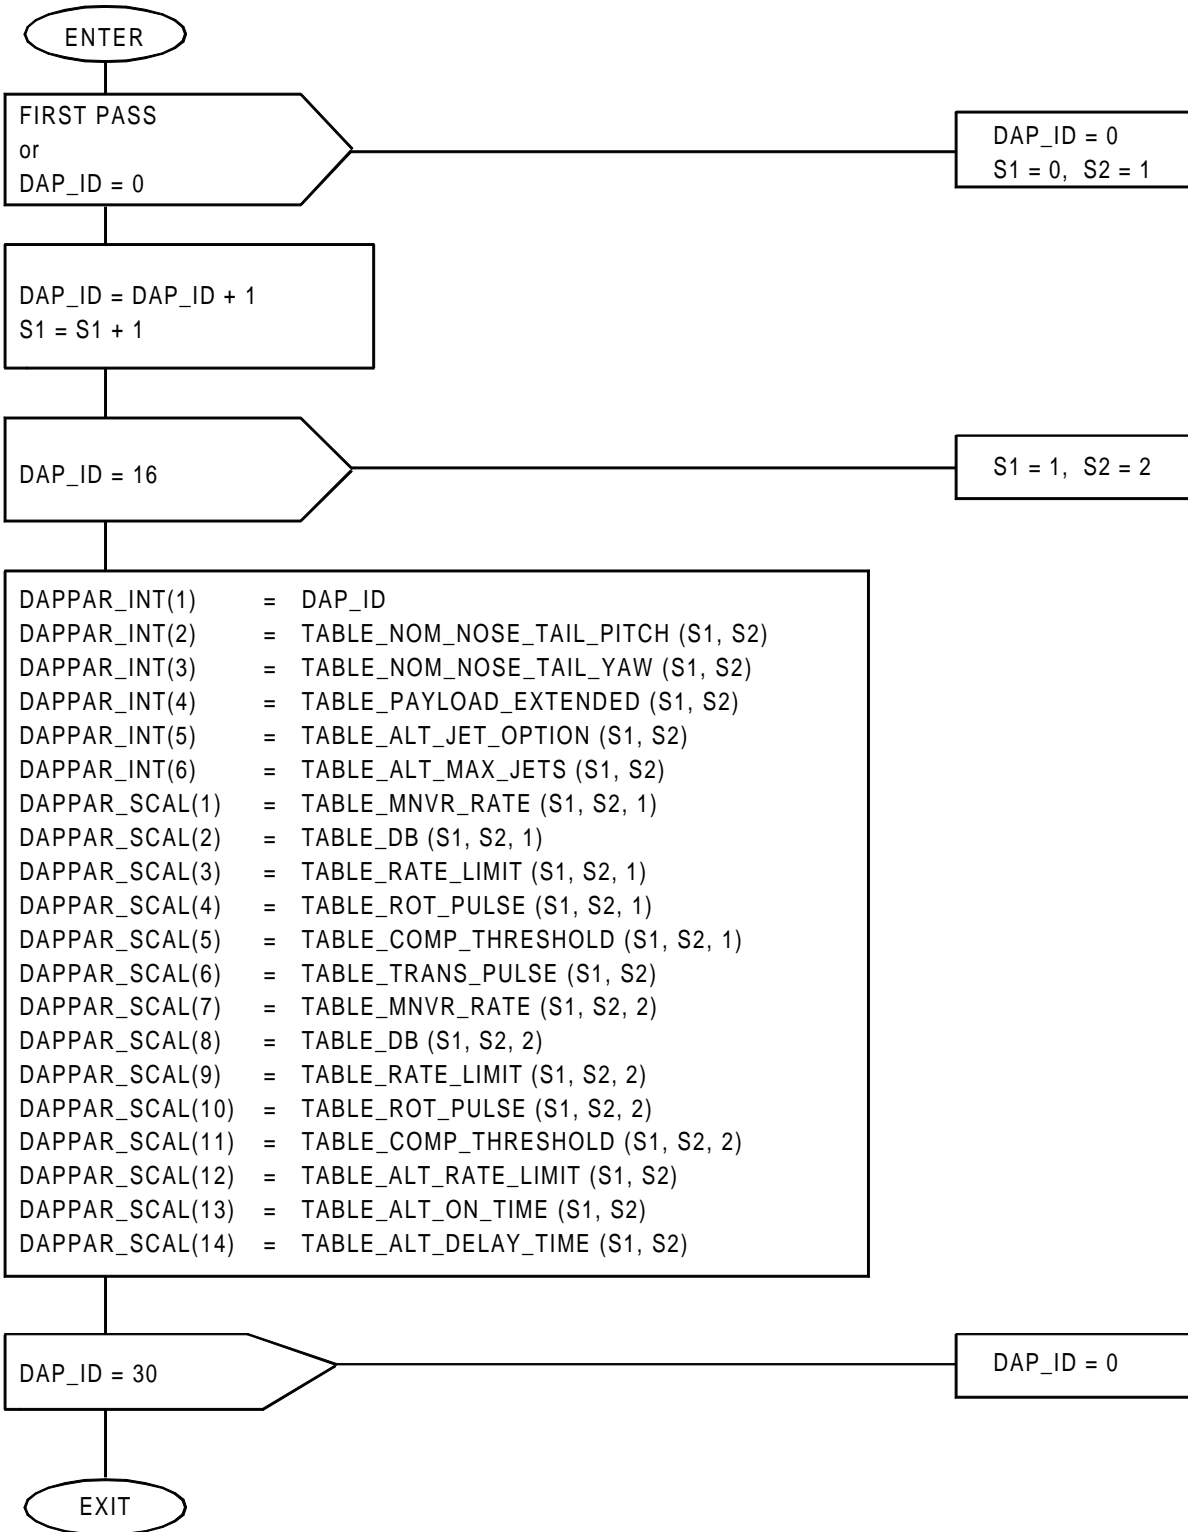 ENTER
FIRST PASS
or
DAP_ID = 0
DAP_ID = 0
S1 = 0, S2 = 1
DAP_ID = DAP_ID + 1
S1 = S1 + 1
DAP_ID = 16
S1 = 1, S2 = 2
DAPPAR_INT(1) = DAP_ID
DAPPAR_INT(2) = TABLE_NOM_NOSE_TAIL_PITCH (S1, S2)
DAPPAR_INT(3) = TABLE_NOM_NOSE_TAIL_YAW (S1, S2)
DAPPAR_INT(4) = TABLE_PAYLOAD_EXTENDED (S1, S2)
DAPPAR_INT(5) = TABLE_ALT_JET_OPTION (S1, S2)
DAPPAR_INT(6) = TABLE_ALT_MAX_JETS (S1, S2)
DAPPAR_SCAL(1) = TABLE_MNVR_RATE (S1, S2, 1)
DAPPAR_SCAL(2) = TABLE_DB (S1, S2, 1)
DAPPAR_SCAL(3) = TABLE_RATE_LIMIT (S1, S2, 1)
DAPPAR_SCAL(4) = TABLE_ROT_PULSE (S1, S2, 1)
DAPPAR_SCAL(5) = TABLE_COMP_THRESHOLD (S1, S2, 1)
DAPPAR_SCAL(6) = TABLE_TRANS_PULSE (S1, S2)
DAPPAR_SCAL(7) = TABLE_MNVR_RATE (S1, S2, 2)
DAPPAR_SCAL(8) = TABLE_DB (S1, S2, 2)
DAPPAR_SCAL(9) = TABLE_RATE_LIMIT (S1, S2, 2)
DAPPAR_SCAL(10) = TABLE_ROT_PULSE (S1, S2, 2)
DAPPAR_SCAL(11) = TABLE_COMP_THRESHOLD (S1, S2, 2)
DAPPAR_SCAL(12) = TABLE_ALT_RATE_LIMIT (S1, S2)
DAPPAR_SCAL(13) = TABLE_ALT_ON_TIME (S1, S2)
DAPPAR_SCAL(14) = TABLE_ALT_DELAY_TIME (S1, S2)
DAP_ID = 30
DAP_ID = 0
EXIT